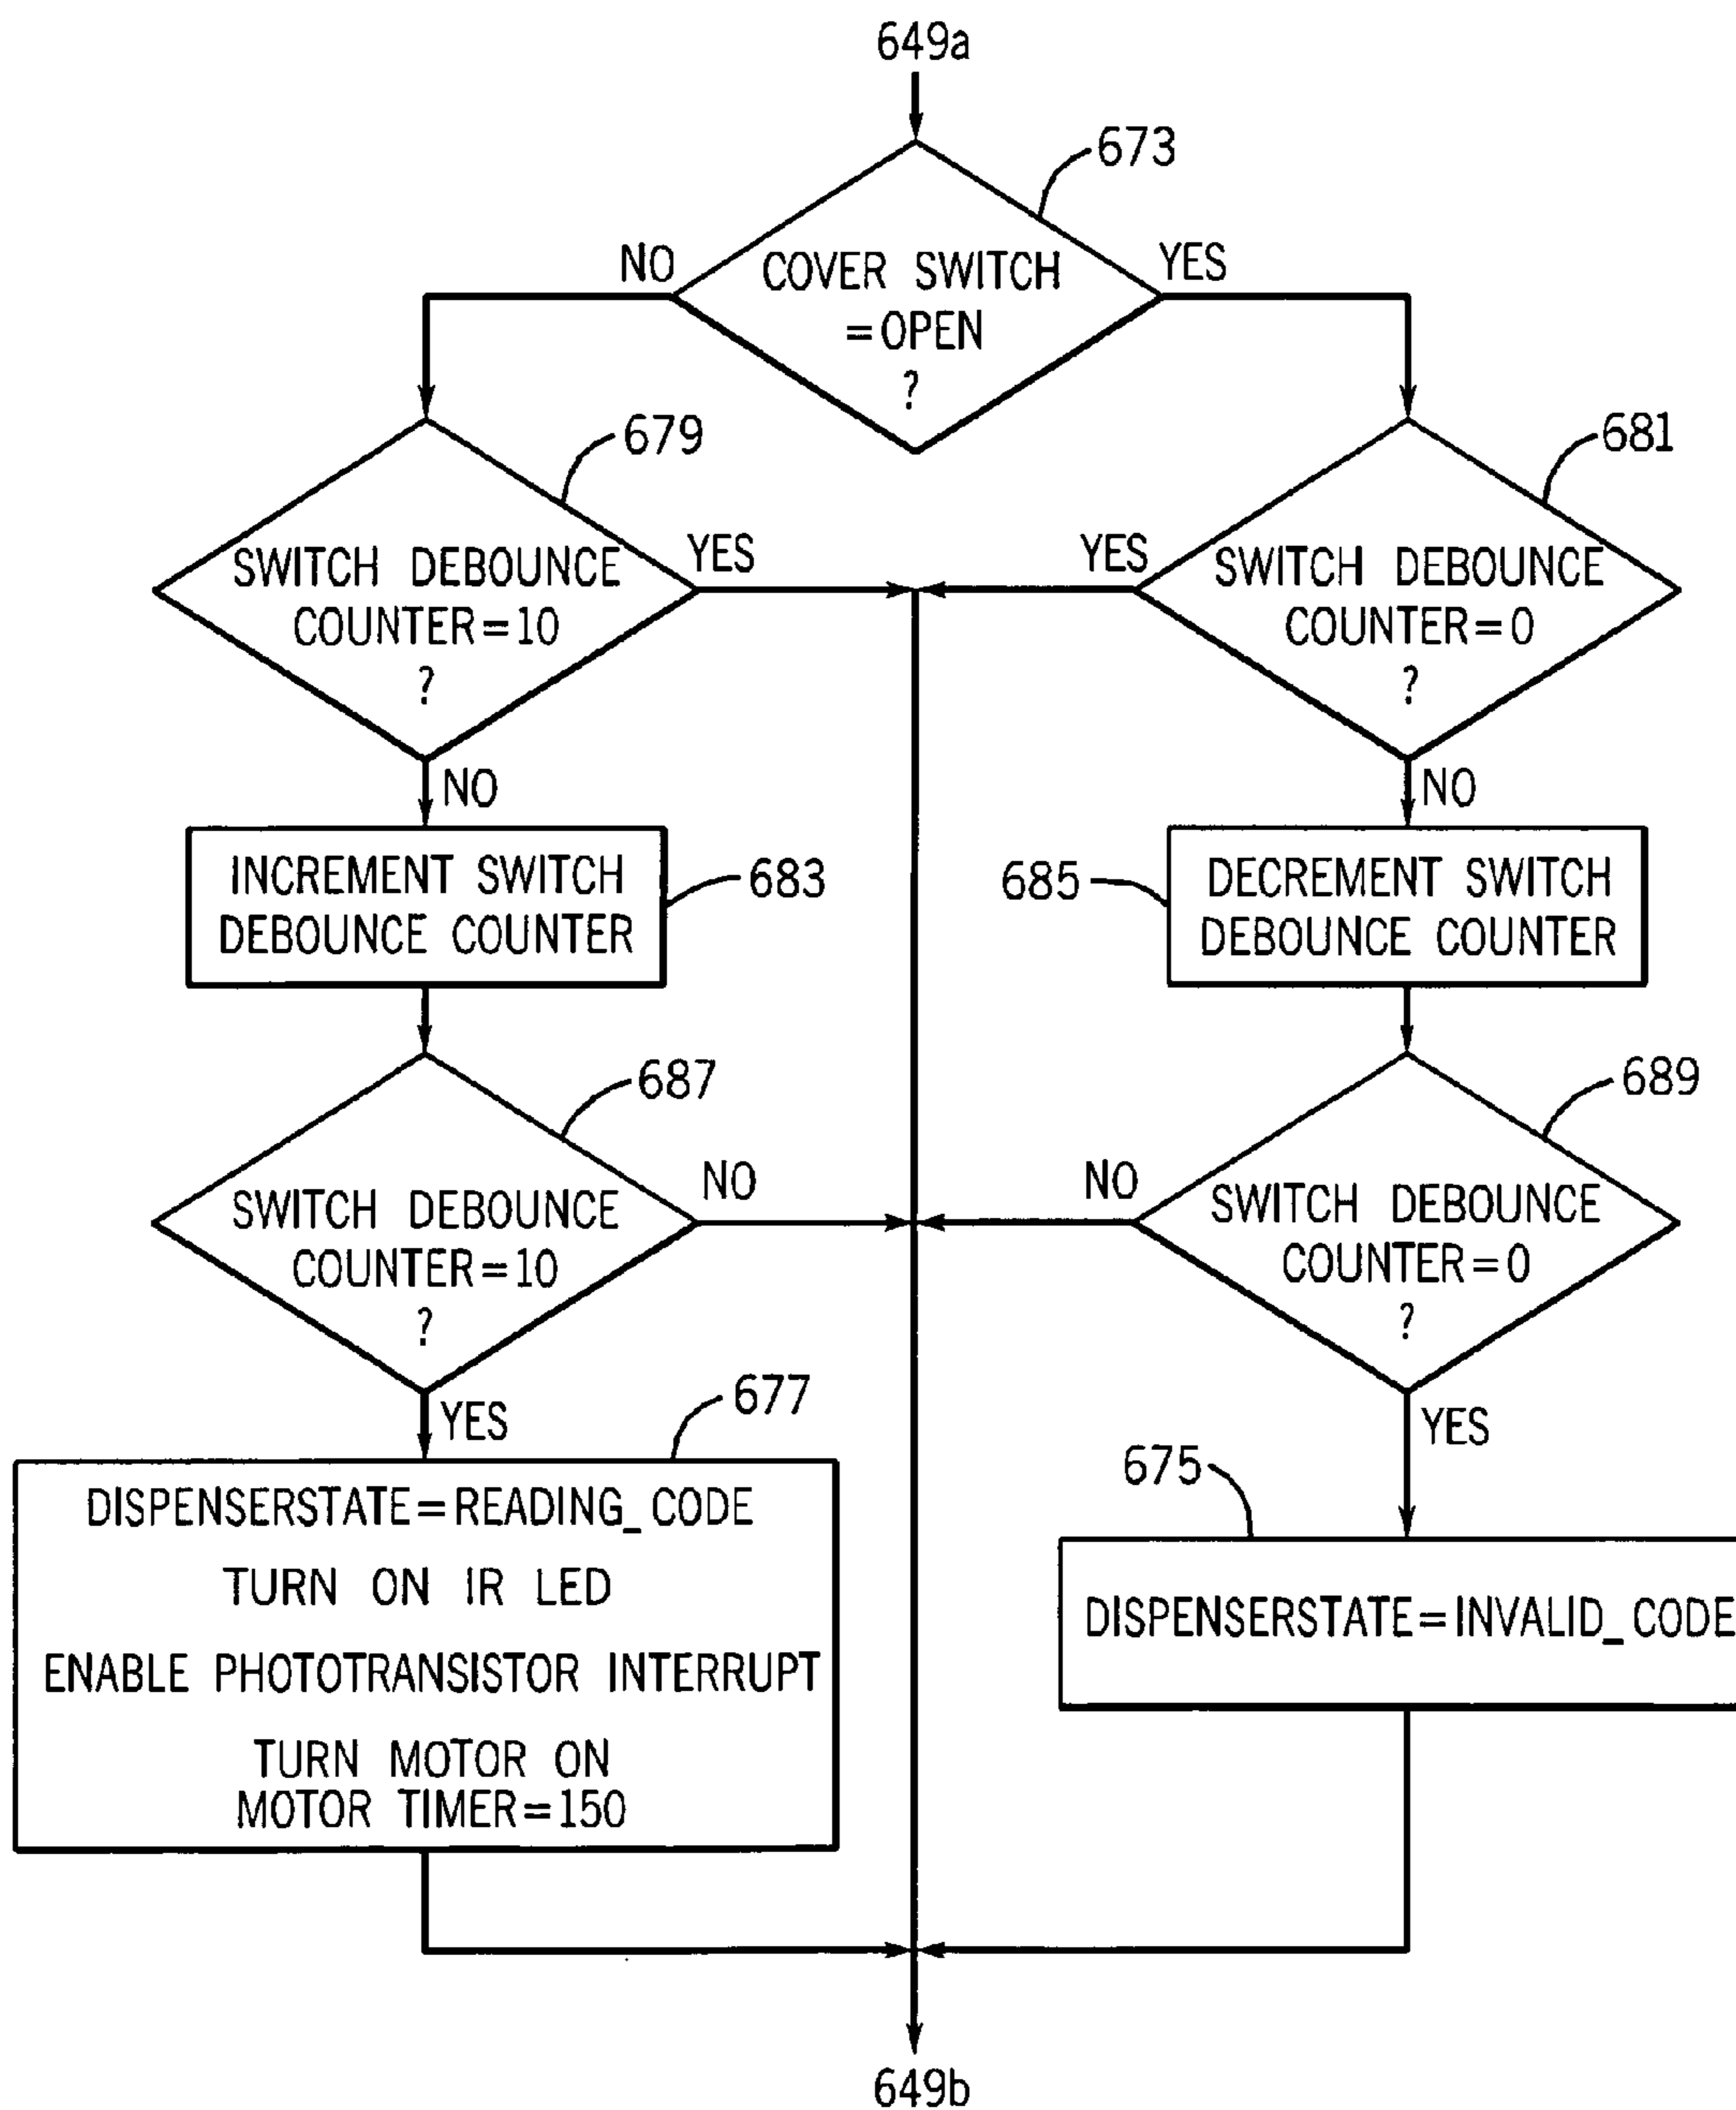 649a
673
NO
YES
COVER SWITCH
=OPEN
?
679
681
SWITCH DEBOUNCE
COUNTER=10
?
YES
YES
SWITCH DEBOUNCE
COUNTER=0
?
NO
NO
INCREMENT SWITCH
DEBOUNCE COUNTER
683
685
DECREMENT SWITCH
DEBOUNCE COUNTER
687
689
SWITCH DEBOUNCE
COUNTER=10
?
NO
NO
SWITCH DEBOUNCE
COUNTER=0
?
YES
677
YES
675
DISPENSERSTATE=READING_CODE
TURN ON IR LED
ENABLE PHOTOTRANSISTOR INTERRUPT
TURN MOTOR ON
MOTOR TIMER=150
DISPENSERSTATE=INVALID_CODE
649b